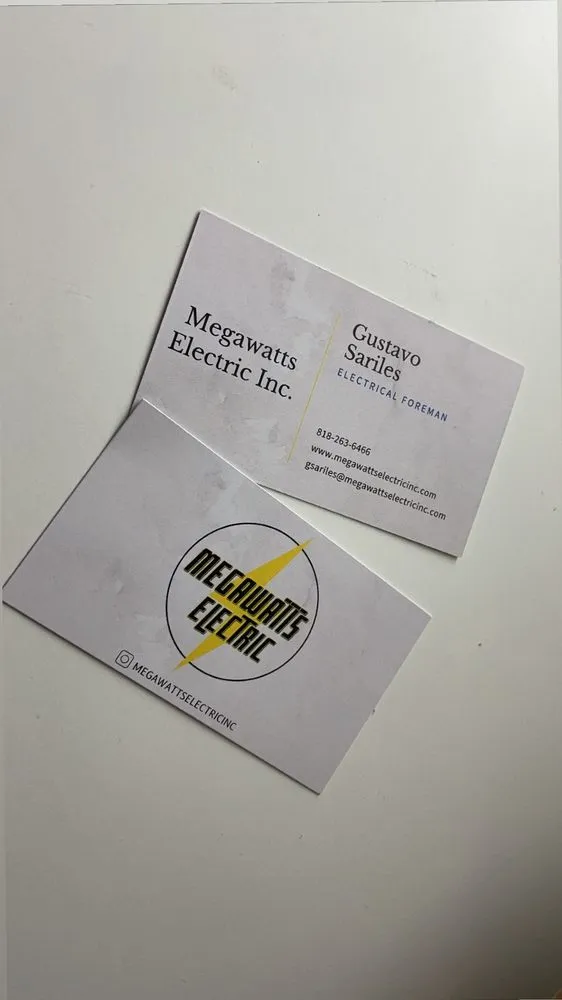 Megawatts
Electric Inc.
Gustavo
Sariles
ELECTRICAL FOREMAN
818-263-6466
www.megawattselectricinc.com
gsariles@megawattselectricinc.com
MEGAWATTS
ELECTRIC
MEGAWATTSELECTRICINC